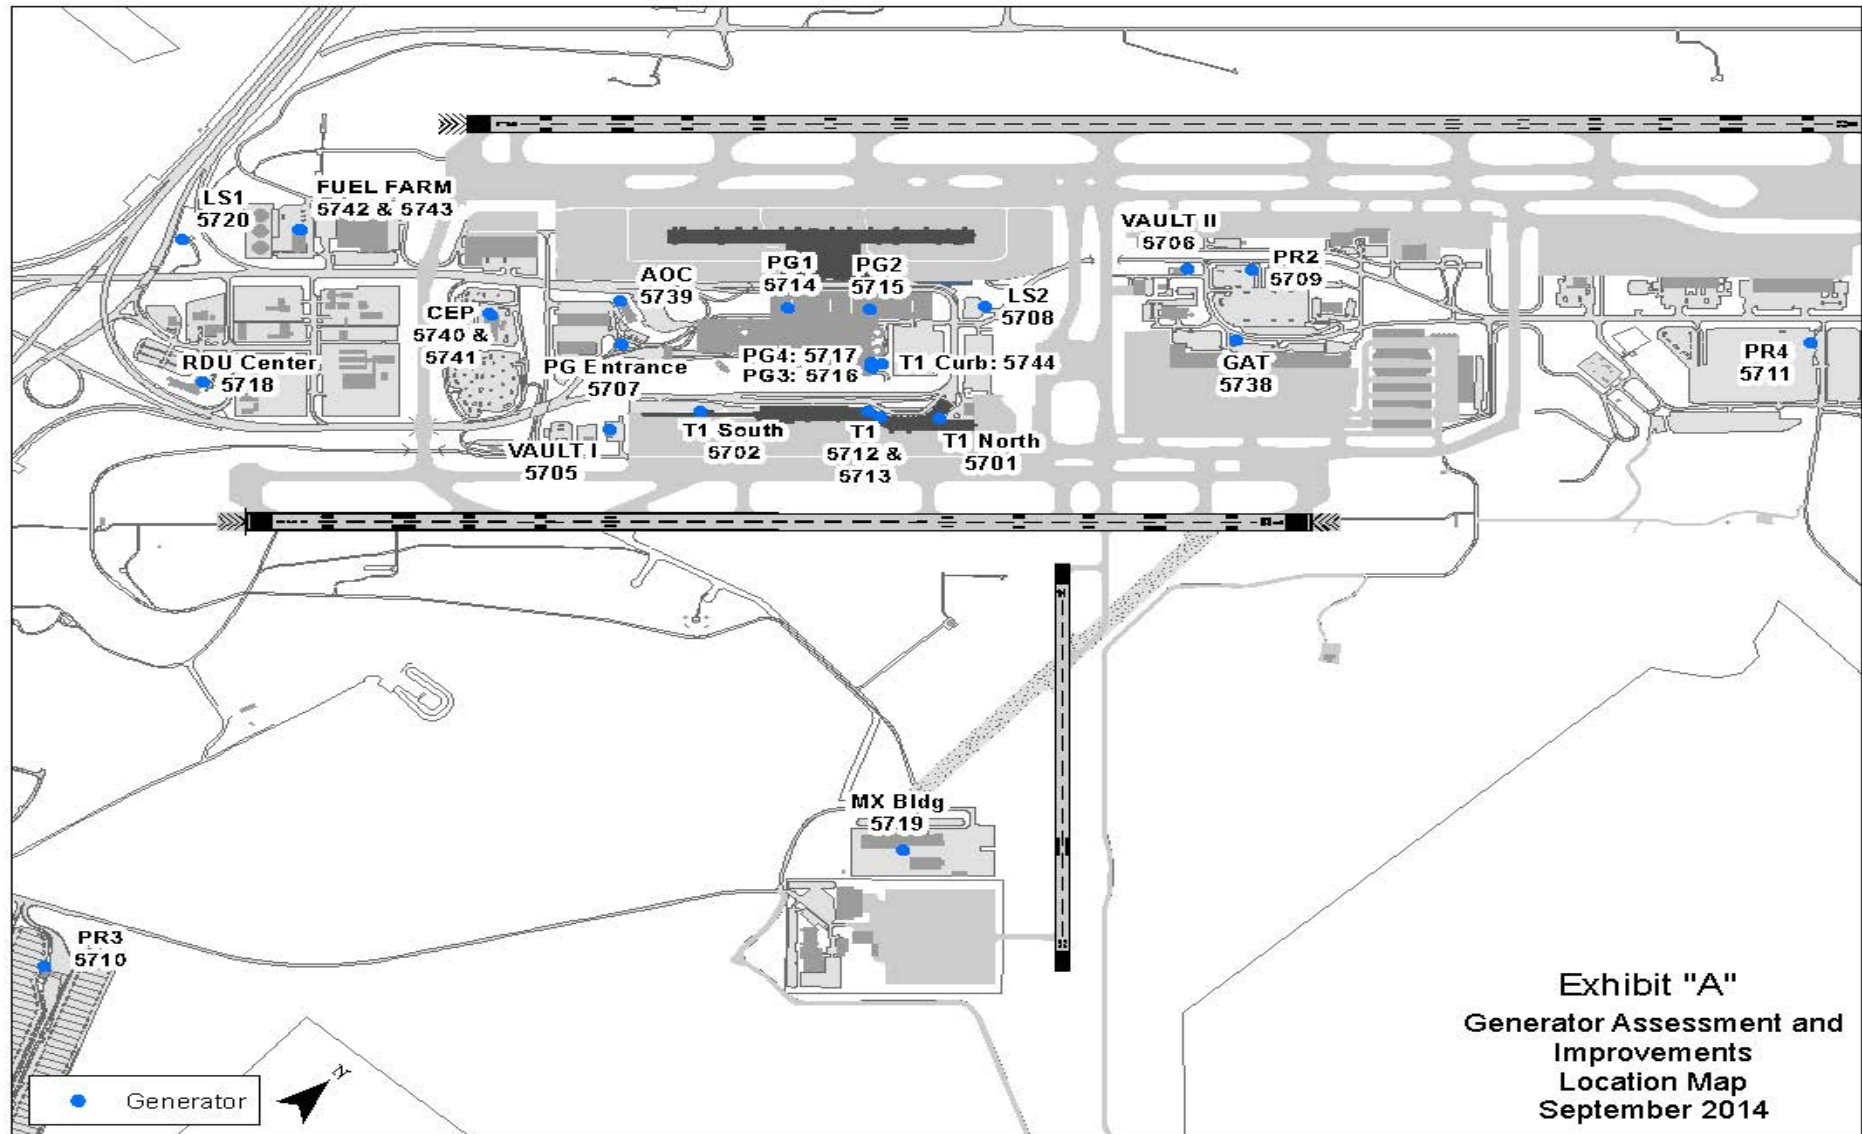 LS1
5720
FUEL FARM
5742 & 5743
VAULT II
5706
PR2
5709
AOC
5739
PG1
5714
PG2
5715
LS2
5708
CEP
5740 &
5741
RDU Center
5718
PG Entrance
5707
PG4: 5717
PG3: 5716
T1 Curb: 5744
GAT
5738
PR4
5711
VAULT I
5705
T1 South
5702
T1
5712 &
5713
T1 North
5701
MX Bldg
5719
PR3
5710
Generator
N
Exhibit "A"
Generator Assessment and
Improvements
Location Map
September 2014